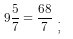 9 5/7 = 68/7 ;